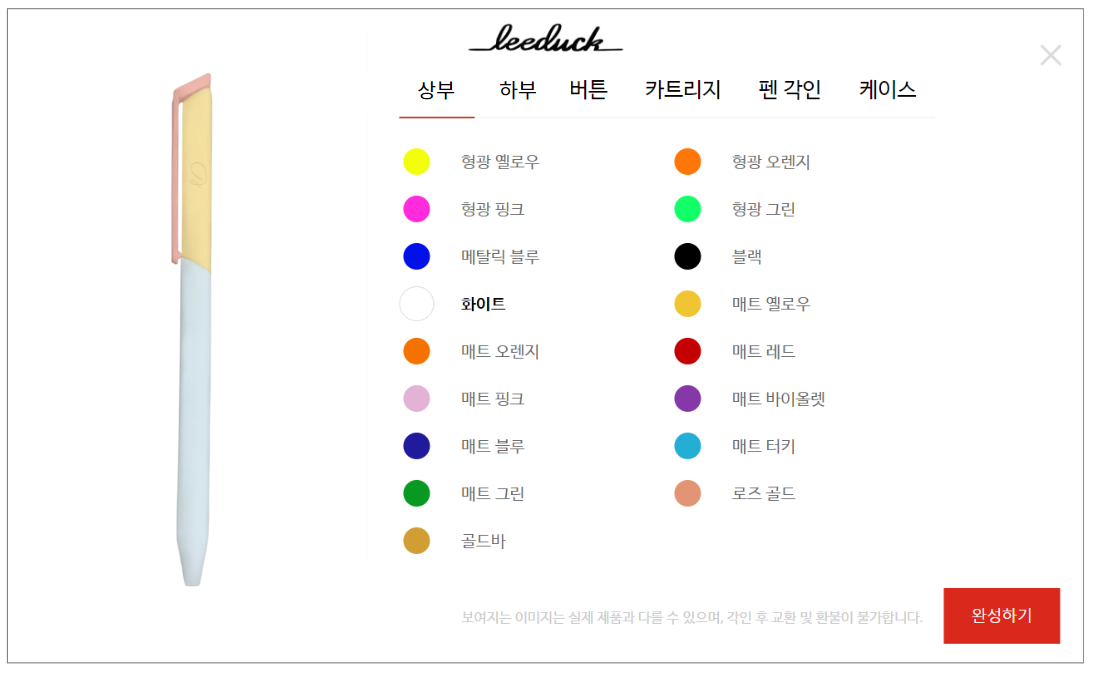 leeduck
상부 하부 버튼 카트리지 펜 각인 케이스
형광 옐로우 형광 오렌지
형광 핑크 형광 그린
메탈릭 블루 블랙
화이트 매트 옐로우
매트 오렌지 매트 레드
매트 핑크 매트 바이올렛
매트 블루 매트 터키
매트 그린 로즈 골드
골드바
보여지는 이미지는 실제 제품과 다를 수 있으며, 각인 후 교환 및 환불이 불가합니다. 완성하기